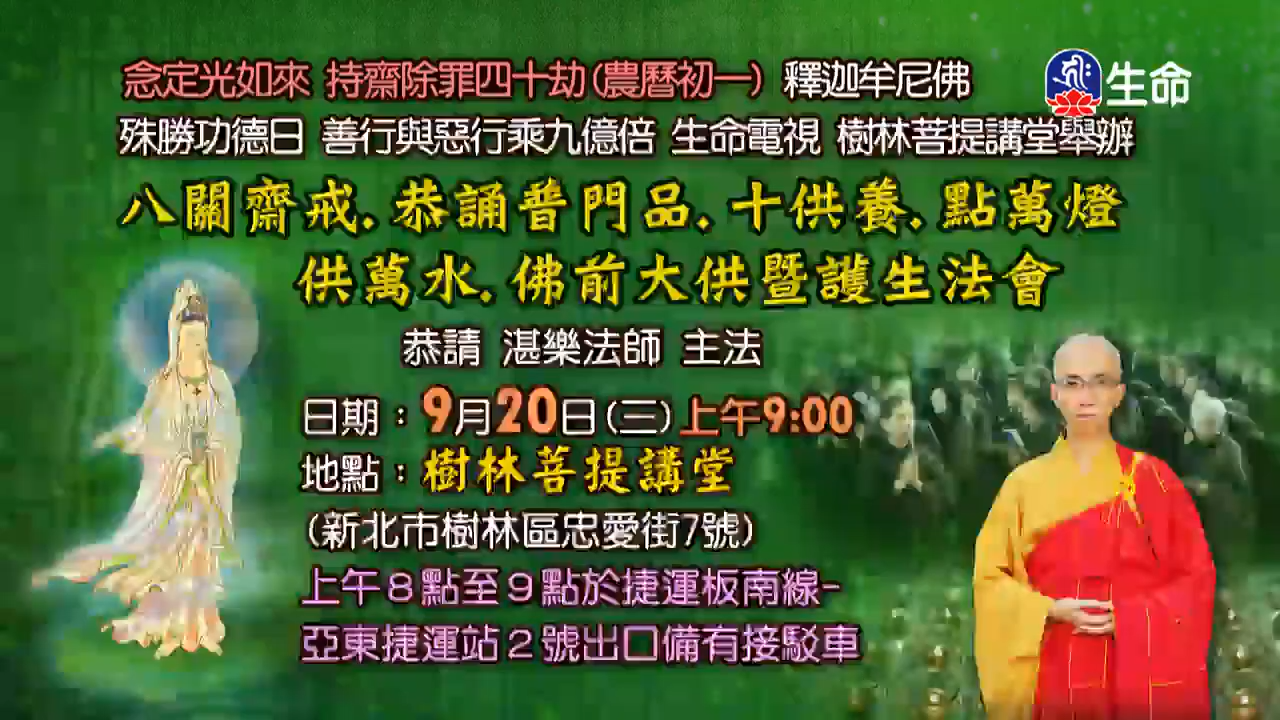 念定光如來 持齋除罪四十劫(農曆初一) 釋迦牟尼佛
生命
殊勝功德日 善行與惡行乘九億倍 生命電視 樹林菩提講堂舉辦
八關齋戒.恭誦普門品.十供養.點萬燈
供萬水.佛前大供暨護生法會
恭請 湛樂法師 主法
日期：9月20日(三)上午9:00
地點：樹林菩提講堂
(新北市樹林區忠愛街7號)
上午8點至9點於捷運板南線-
亞東捷運站2號出口備有接駁車